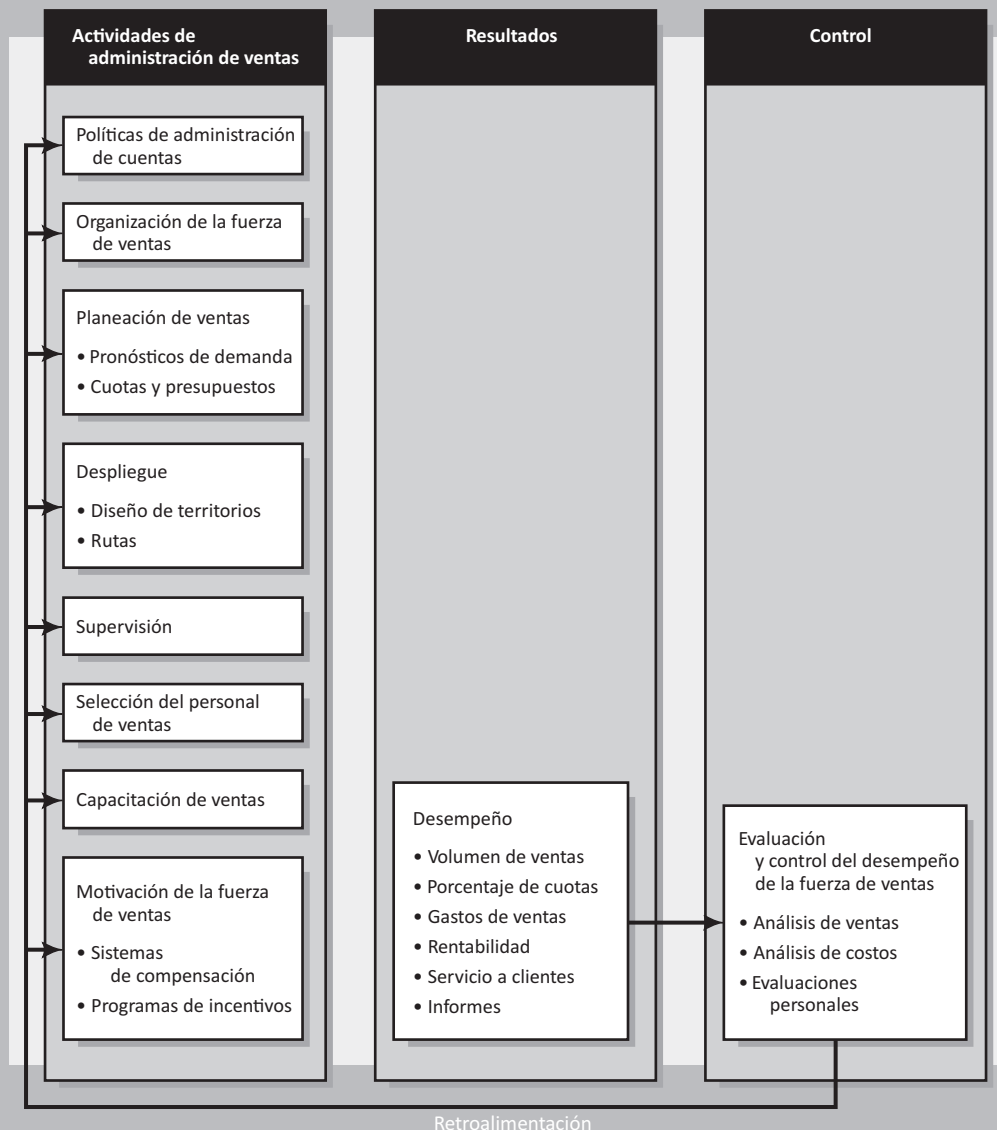 Actividades de
administración de ventas
Políticas de administración
de cuentas
Organización de la fuerza
de ventas
Planeación de ventas
• Pronósticos de demanda
• Cuotas y presupuestos
Despliegue
• Diseño de territorios
• Rutas
Supervisión
Selección del personal
de ventas
Capacitación de ventas
Motivación de la fuerza
de ventas
• Sistemas
de compensación
• Programas de incentivos
Resultados
Desempeño
• Volumen de ventas
• Porcentaje de cuotas
• Gastos de ventas
• Rentabilidad
• Servicio a clientes
• Informes
Control
Evaluación
y control del desempeño
de la fuerza de ventas
• Análisis de ventas
• Análisis de costos
• Evaluaciones
personales
Retroalimentación